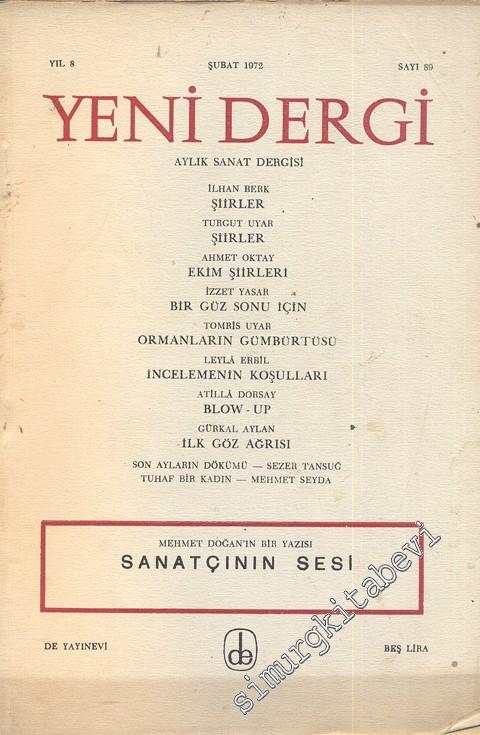 YIL 8 ŞUBAT 1972 SAYI 89
YENİ DERGİ
AYLIK SANAT DERGİSİ
İLHAN BERK
ŞİİRLER
TURGUT UYAR
ŞİİRLER
AHMET OKTAY
EKİM ŞİİRLERİ
İZZET YASAR
BİR GÜZ SONU İÇİN
TOMRİS UYAR
ORMANLARIN GÜMBÜRTÜSÜ
LEYLÂ ERBİL
İNCELEMENİN KOŞULLARI
ATİLLÂ DORSAY
BLOW - UP
GÜRKAL AYLAN
İLK GÖZ AĞRISI
SON AYLARIN DÖKÜMÜ — SEZER TANSUĞ
TUHAF BİR KADIN — MEHMET SEYDA
MEHMET DOĞAN'IN BİR YAZISI
SANATÇININ SESİ
DE YAYINEVİ de BEŞ LİRA
simurgkitabevi